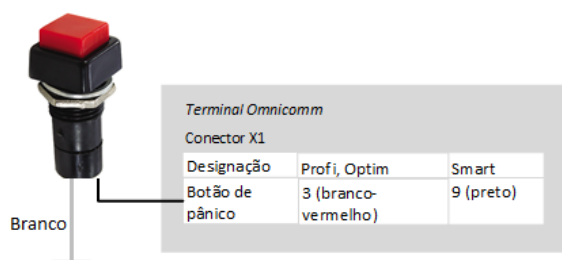 Terminal Omnicomm
Conector X1
Designação Profi, Optim Smart
Botão de pânico 3 (branco-vermelho) 9 (preto)
Branco